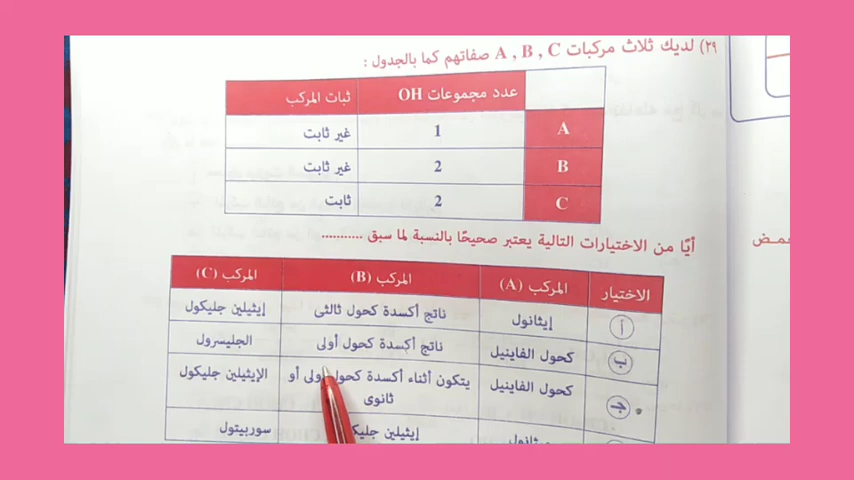 ٢٩) لديك ثلاث مركبات A , B , C صفاتهم كما بالجدول :
عدد مجموعات OH ثبات المركب
A 1 غير ثابت
B 2 غير ثابت
C 2 ثابت
أيًا من الاختيارات التالية يعتبر صحيحًا بالنسبة لما سبق ...........
الاختيار المركب (A) المركب (B) المركب (C)
أ إيثانول ناتج أكسدة كحول ثالثى إيثيلين جليكول
ب كحول الفاينيل ناتج أكسدة كحول أولى الجليسرول
جـ كحول الفاينيل يتكون أثناء أكسدة كحول أولى أو ثانوى الإيثيلين جليكول
إيثيلين سوربيتول